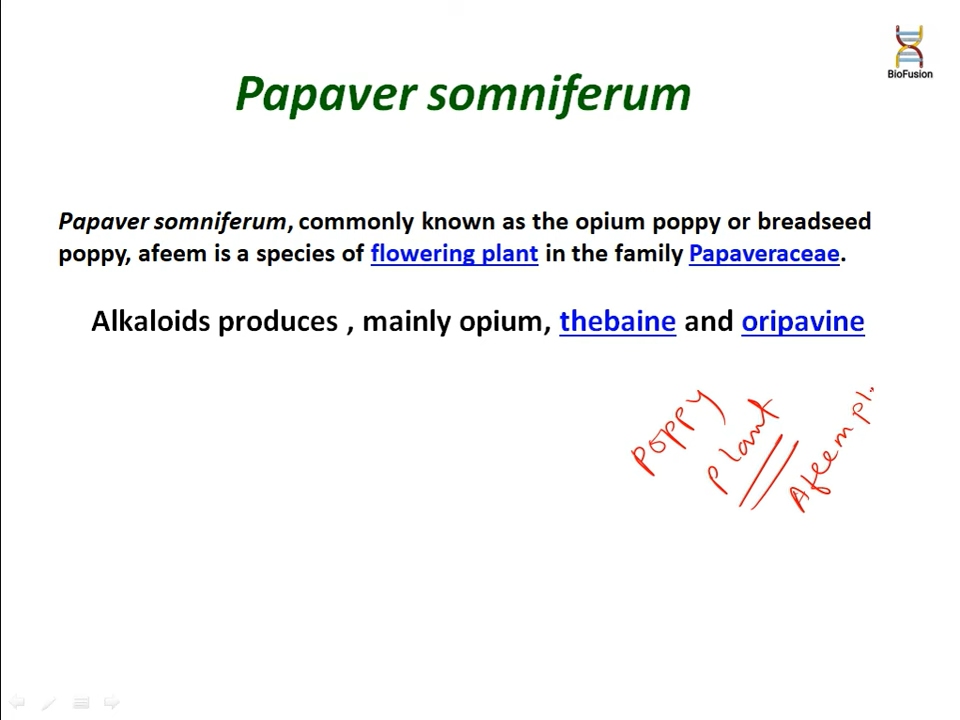 BioFusion
Papaver somniferum
Papaver somniferum, commonly known as the opium poppy or breadseed
poppy, afeem is a species of flowering plant in the family Papaveraceae.
Alkaloids produces , mainly opium, thebaine and oripavine
poppy
plant
Afeem pl.